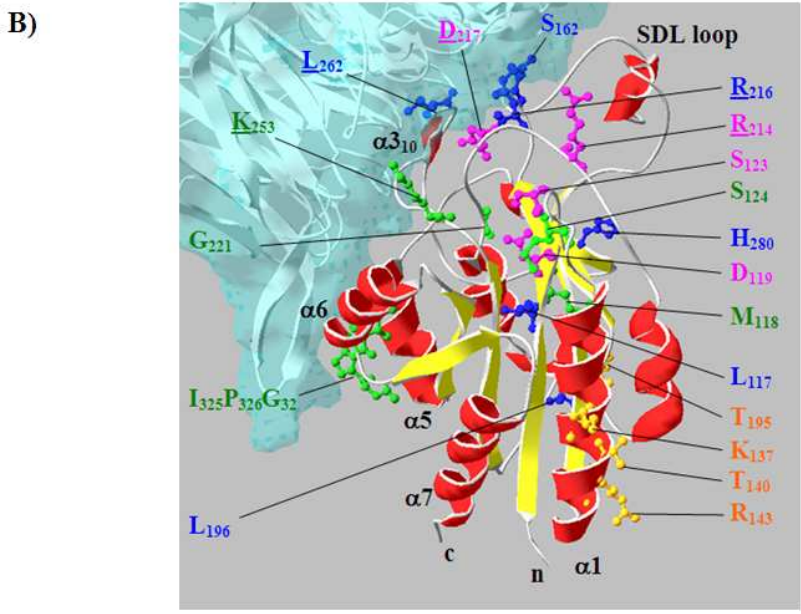 B)
D217
S162
SDL loop
L262
R216
K253
α3₁₀
R214
S123
S124
G221
H280
D119
α6
M118
L117
I325P326G32
α5
T195
K137
α7
T140
L196
R143
c
n
α1